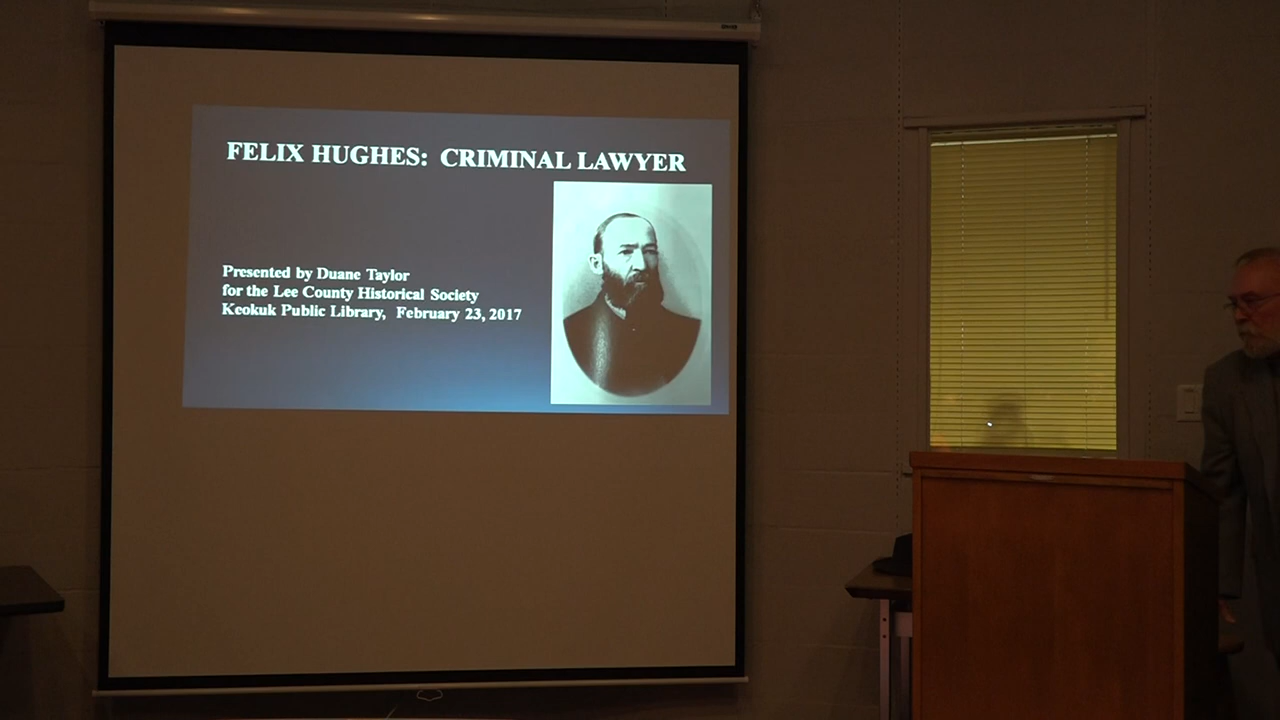 FELIX HUGHES: CRIMINAL LAWYER
Presented by Duane Taylor
for the Lee County Historical Society
Keokuk Public Library, February 23, 2017